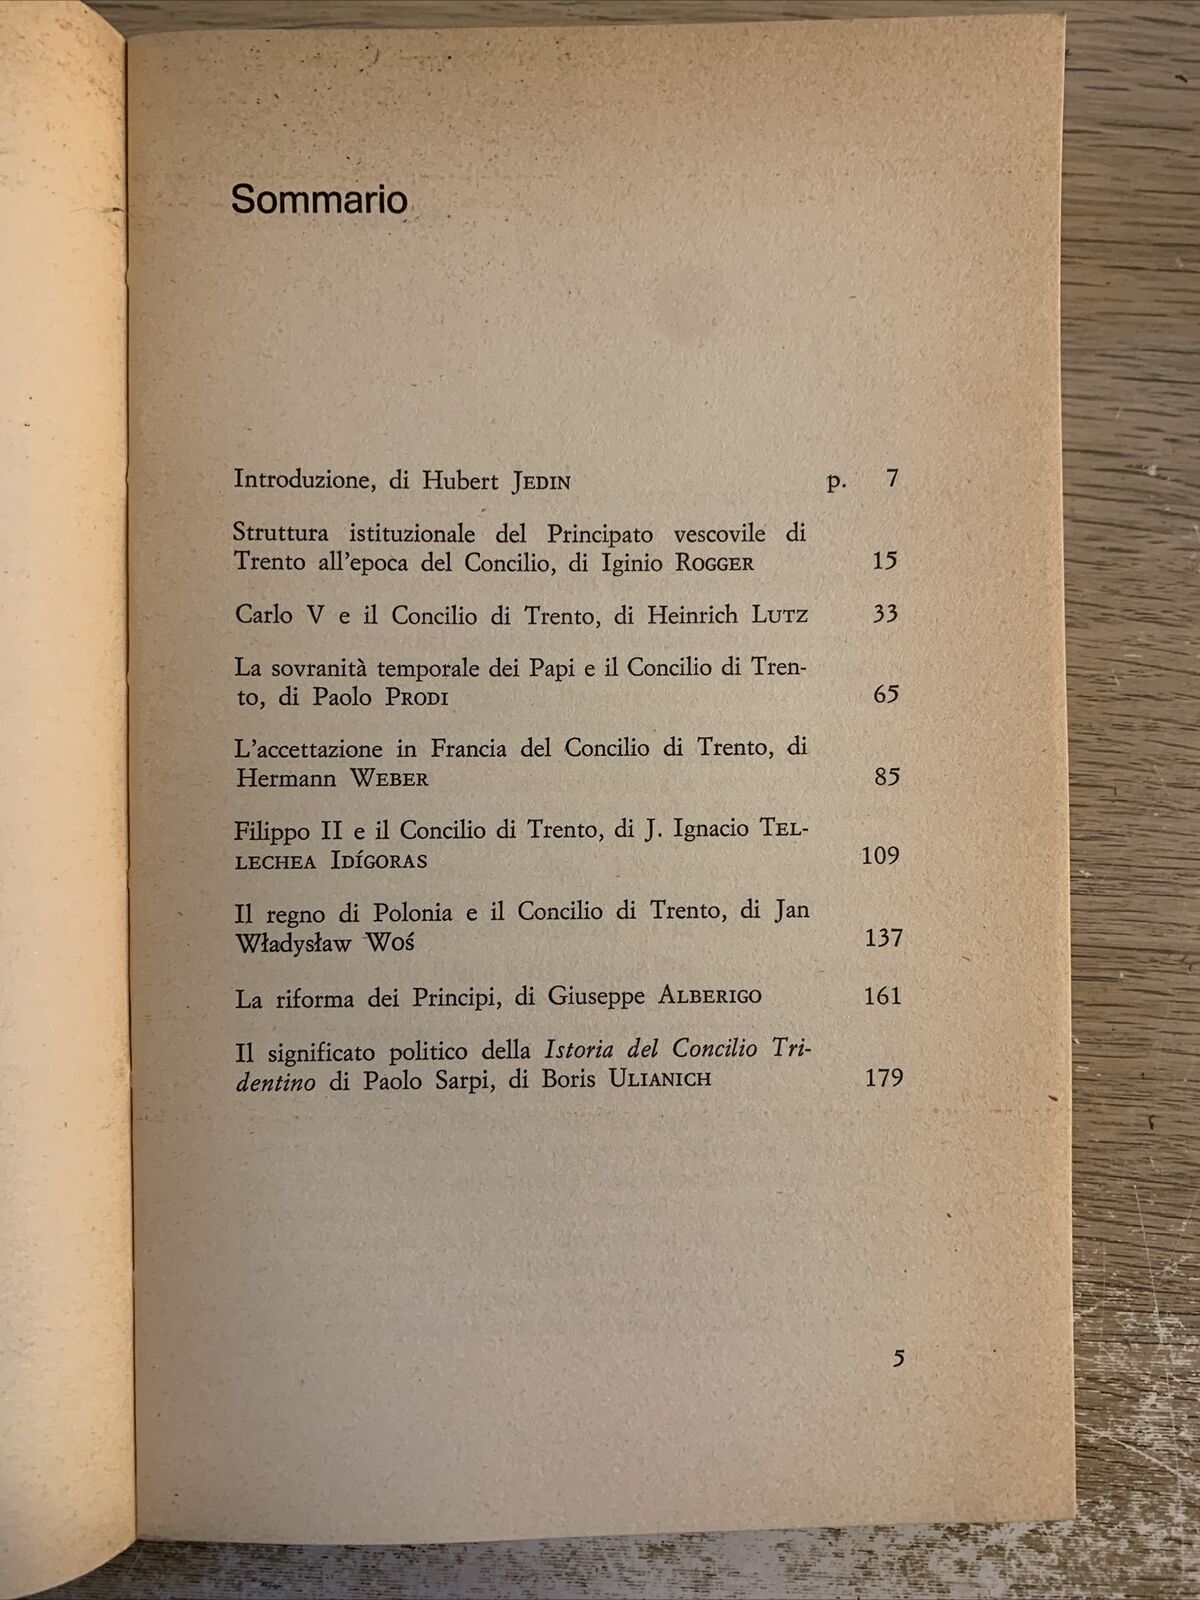 Sommario
Introduzione, di Hubert JEDIN p. 7
Struttura istituzionale del Principato vescovile di
Trento all'epoca del Concilio, di Iginio ROGGER 15
Carlo V e il Concilio di Trento, di Heinrich LUTZ 33
La sovranità temporale dei Papi e il Concilio di Tren-
to, di Paolo PRODI 65
L'accettazione in Francia del Concilio di Trento, di
Hermann WEBER 85
Filippo II e il Concilio di Trento, di J. Ignacio TEL-
LECHEA IDÍGORAS 109
Il regno di Polonia e il Concilio di Trento, di Jan
Władysław Woś 137
La riforma dei Principi, di Giuseppe ALBERIGO 161
Il significato politico della Istoria del Concilio Tri-
dentino di Paolo Sarpi, di Boris ULIANICH 179
5